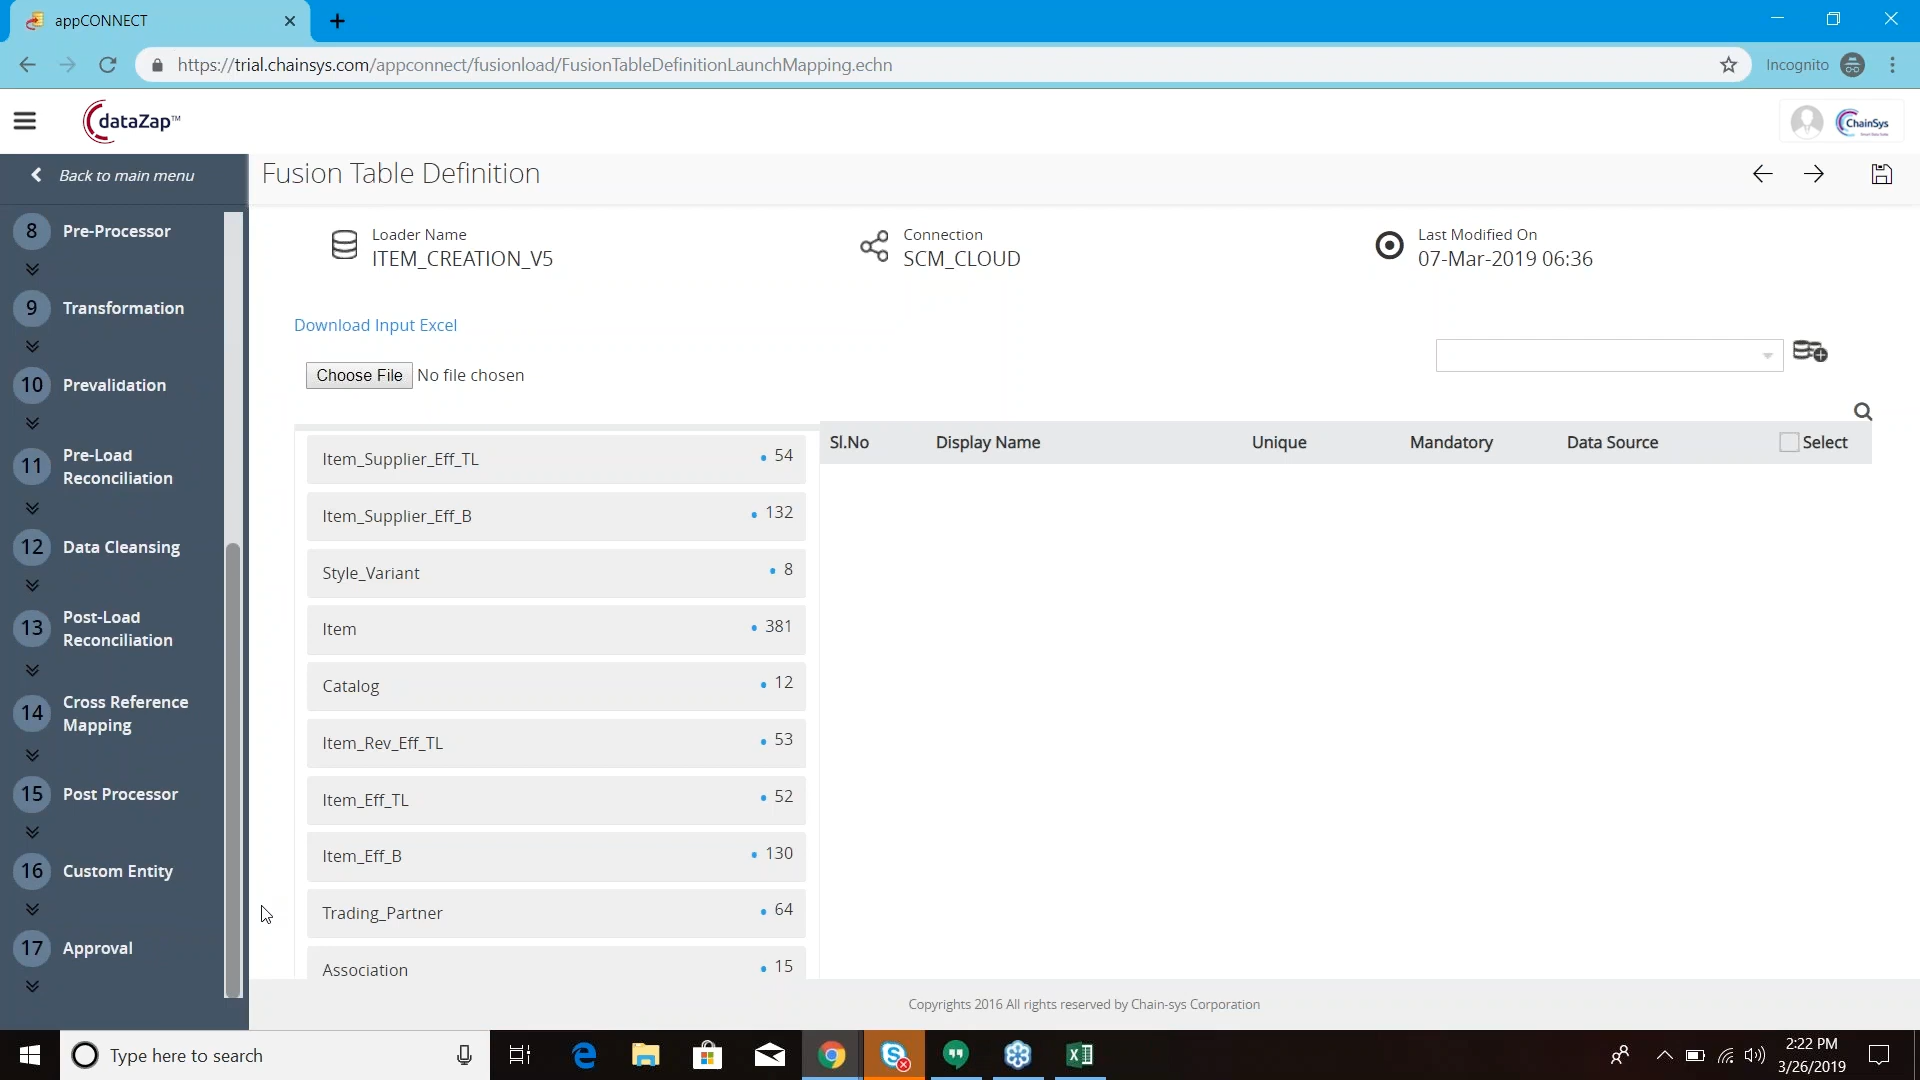 appCONNECT
https://trial.chainsys.com/appconnect/fusionload/FusionTableDefinitionLaunchMapping.echn
Incognito
dataZap™
ChainSys
Back to main menu
Fusion Table Definition
8 Pre-Processor
9 Transformation
10 Prevalidation
11 Pre-Load
Reconciliation
12 Data Cleansing
13 Post-Load
Reconciliation
14 Cross Reference
Mapping
15 Post Processor
16 Custom Entity
17 Approval
Loader Name
ITEM_CREATION_V5
Connection
SCM_CLOUD
Last Modified On
07-Mar-2019 06:36
Download Input Excel
Choose File No file chosen
Sl.No Display Name Unique Mandatory Data Source Select
Item_Supplier_Eff_TL 54
Item_Supplier_Eff_B 132
Style_Variant 8
Item 381
Catalog 12
Item_Rev_Eff_TL 53
Item_Eff_TL 52
Item_Eff_B 130
Trading_Partner 64
Association 15
Copyrights 2016 All rights reserved by Chain-sys Corporation
Type here to search
2:22 PM
3/26/2019